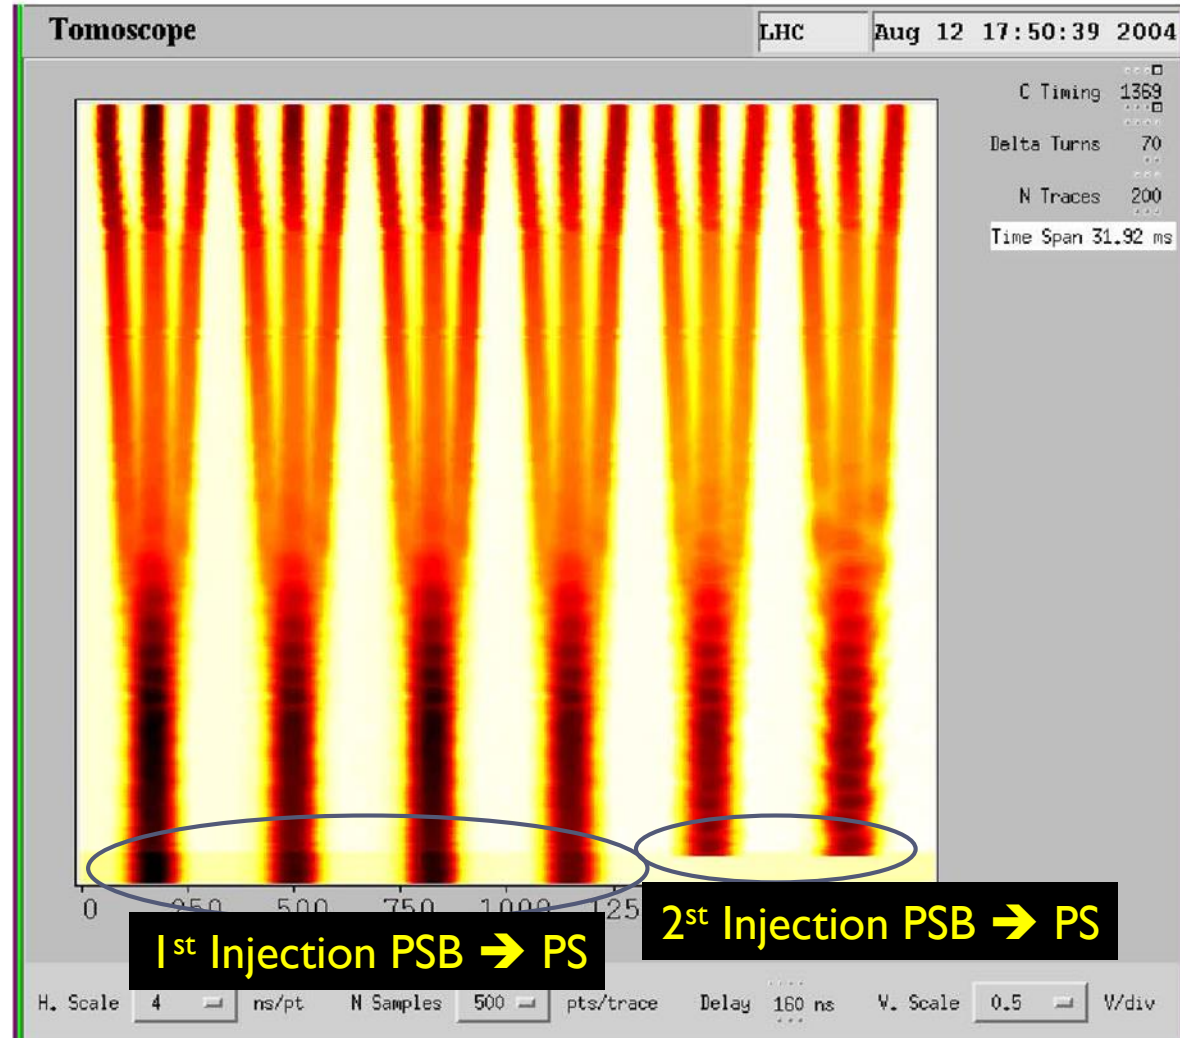 Tomoscope LHC Aug 12 17:50:39 2004
C Timing 1369
Delta Turns 70
N Traces 200
Time Span 31.92 ms
0 250 500 750 1000
1st Injection PSB ➔ PS
2st Injection PSB ➔ PS
H. Scale 4 ns/pt N Samples 500 pts/trace Delay 160 ns V. Scale 0.5 V/div